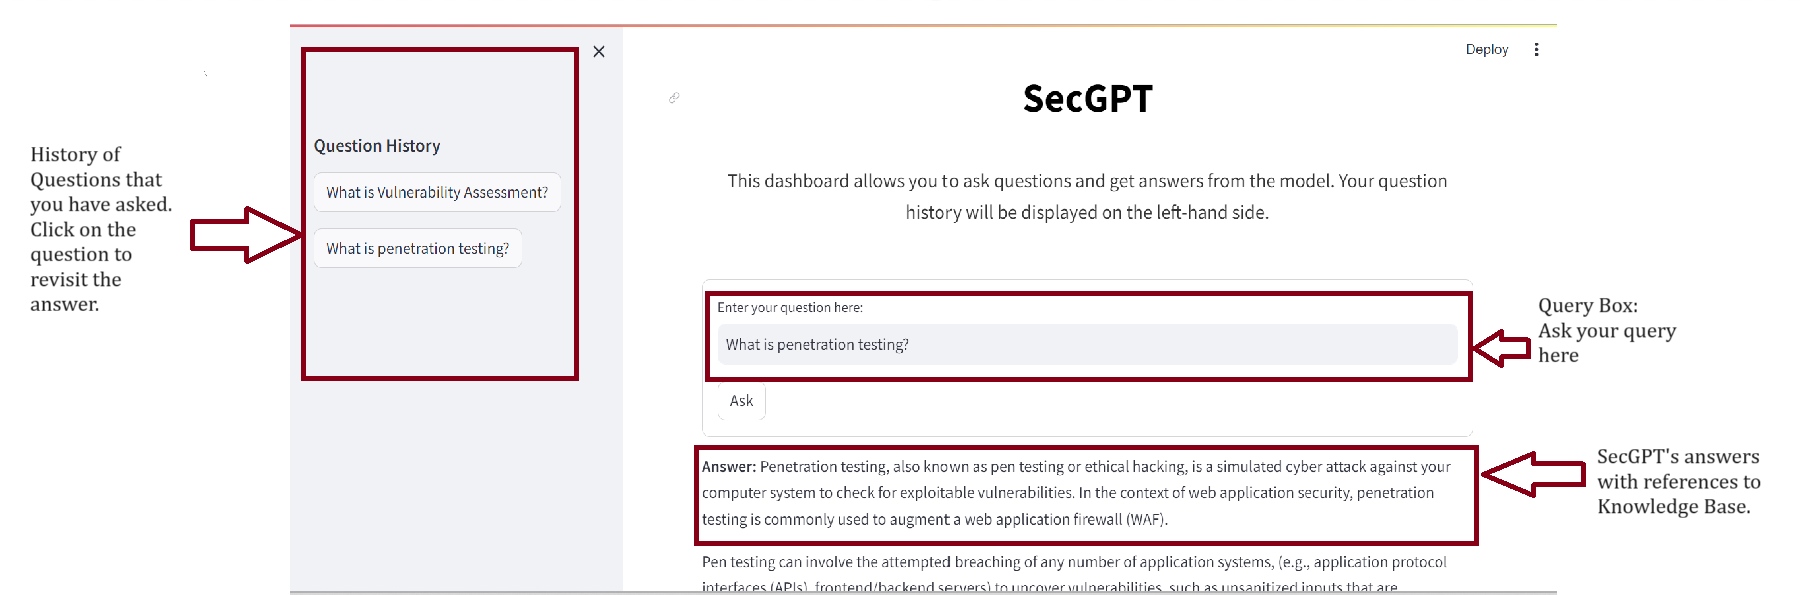 History of
Questions that
you have asked.
Click on the
question to
revisit the
answer.
Question History
What is Vulnerability Assessment?
What is penetration testing?
Deploy
SecGPT
This dashboard allows you to ask questions and get answers from the model. Your question
history will be displayed on the left-hand side.
Enter your question here:
What is penetration testing?
Ask
Query Box:
Ask your query
here
Answer: Penetration testing, also known as pen testing or ethical hacking, is a simulated cyber attack against your
computer system to check for exploitable vulnerabilities. In the context of web application security, penetration
testing is commonly used to augment a web application firewall (WAF).
SecGPT's answers
with references to
Knowledge Base.
Pen testing can involve the attempted breaching of any number of application systems, (e.g., application protocol
interfaces (APIs), frontend/backend servers) to uncover vulnerabilities, such as unsanitized inputs that are